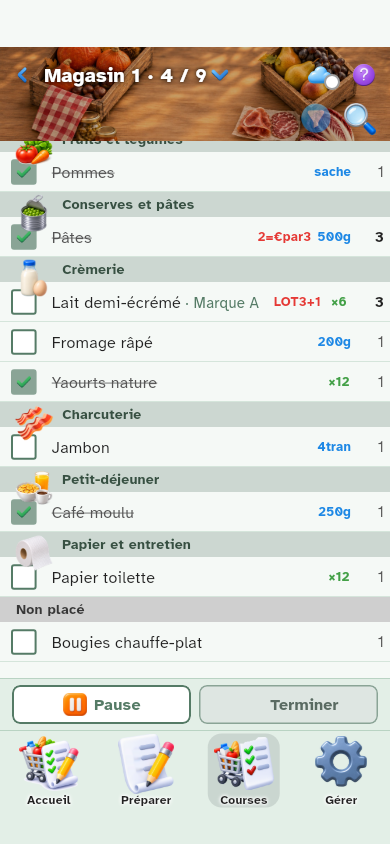 Magasin 1 · 4 / 9
?
Fruits et légumes
Pommes sache 1
Conserves et pâtes
Pâtes 2=€par3 500g 3
Crèmerie
Lait demi-écrémé · Marque A LOT3+1 ×6 3
Fromage râpé 200g 1
Yaourts nature ×12 1
Charcuterie
Jambon 4tran 1
Petit-déjeuner
Café moulu 250g 1
Papier et entretien
Papier toilette ×12 1
Non placé
Bougies chauffe-plat 1
Pause Terminer
Accueil Préparer Courses Gérer